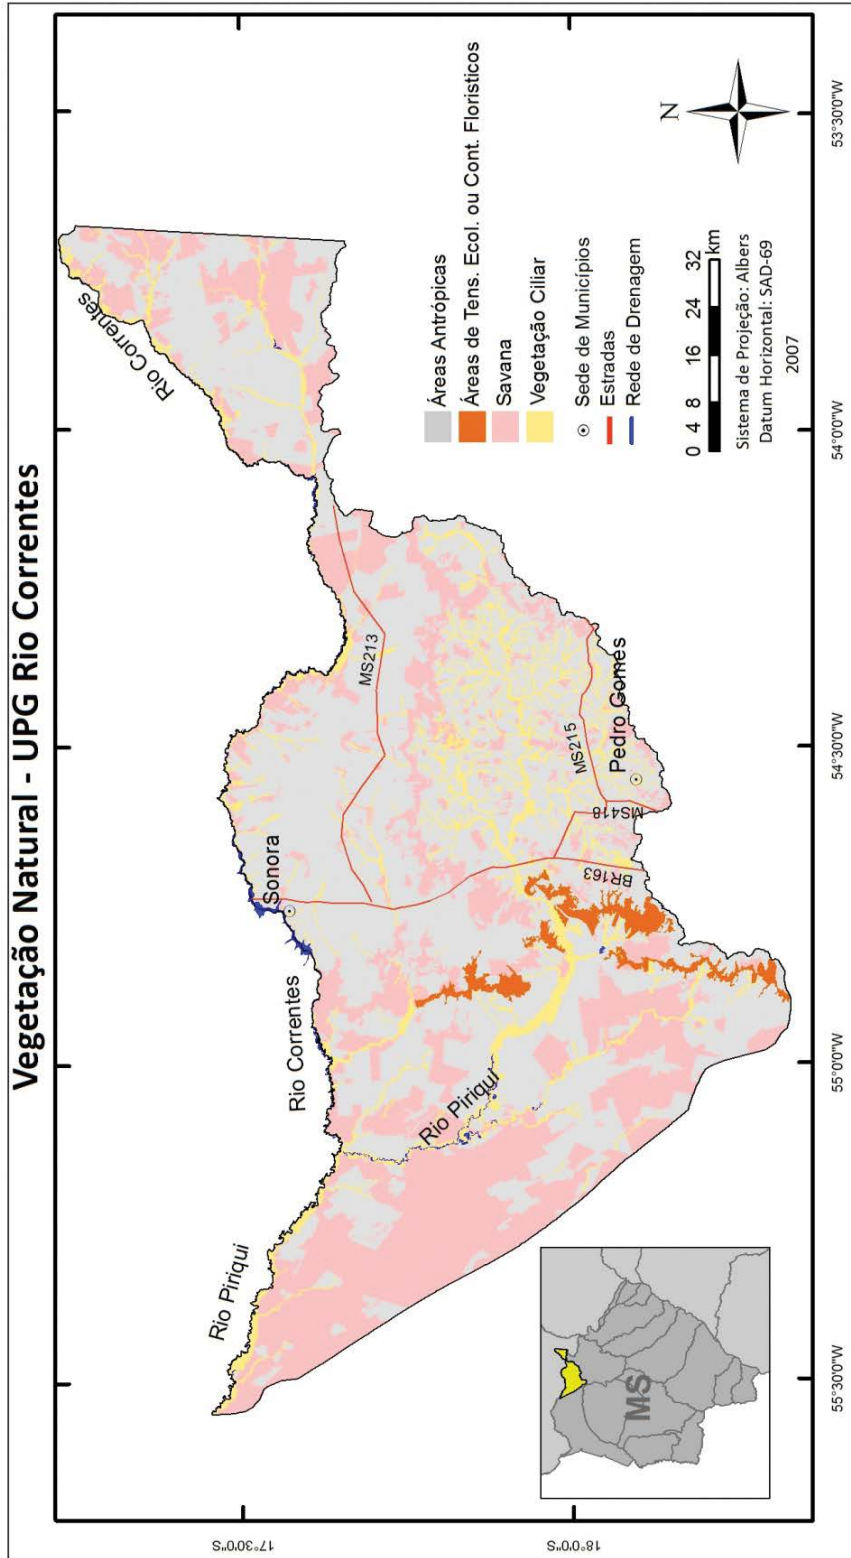 Vegetação Natural - UPG Rio Correntes
Rio Correntes
MS213
Sonora
Rio Correntes
Rio Piriqui
Rio Piriqui
MS215
Pedro Gomes
MS418
BR163
Áreas Antrópicas
Áreas de Tens. Ecol. ou Cont. Florísticos
Savana
Vegetação Ciliar
Sede de Municípios
Estradas
Rede de Drenagem
N
0 4 8 16 24 32
km
Sistema de Projeção: Albers
Datum Horizontal: SAD-69
2007
MS
17°30'0"S
18°0'0"S
55°30'0"W
55°0'0"W
54°30'0"W
54°0'0"W
53°30'0"W